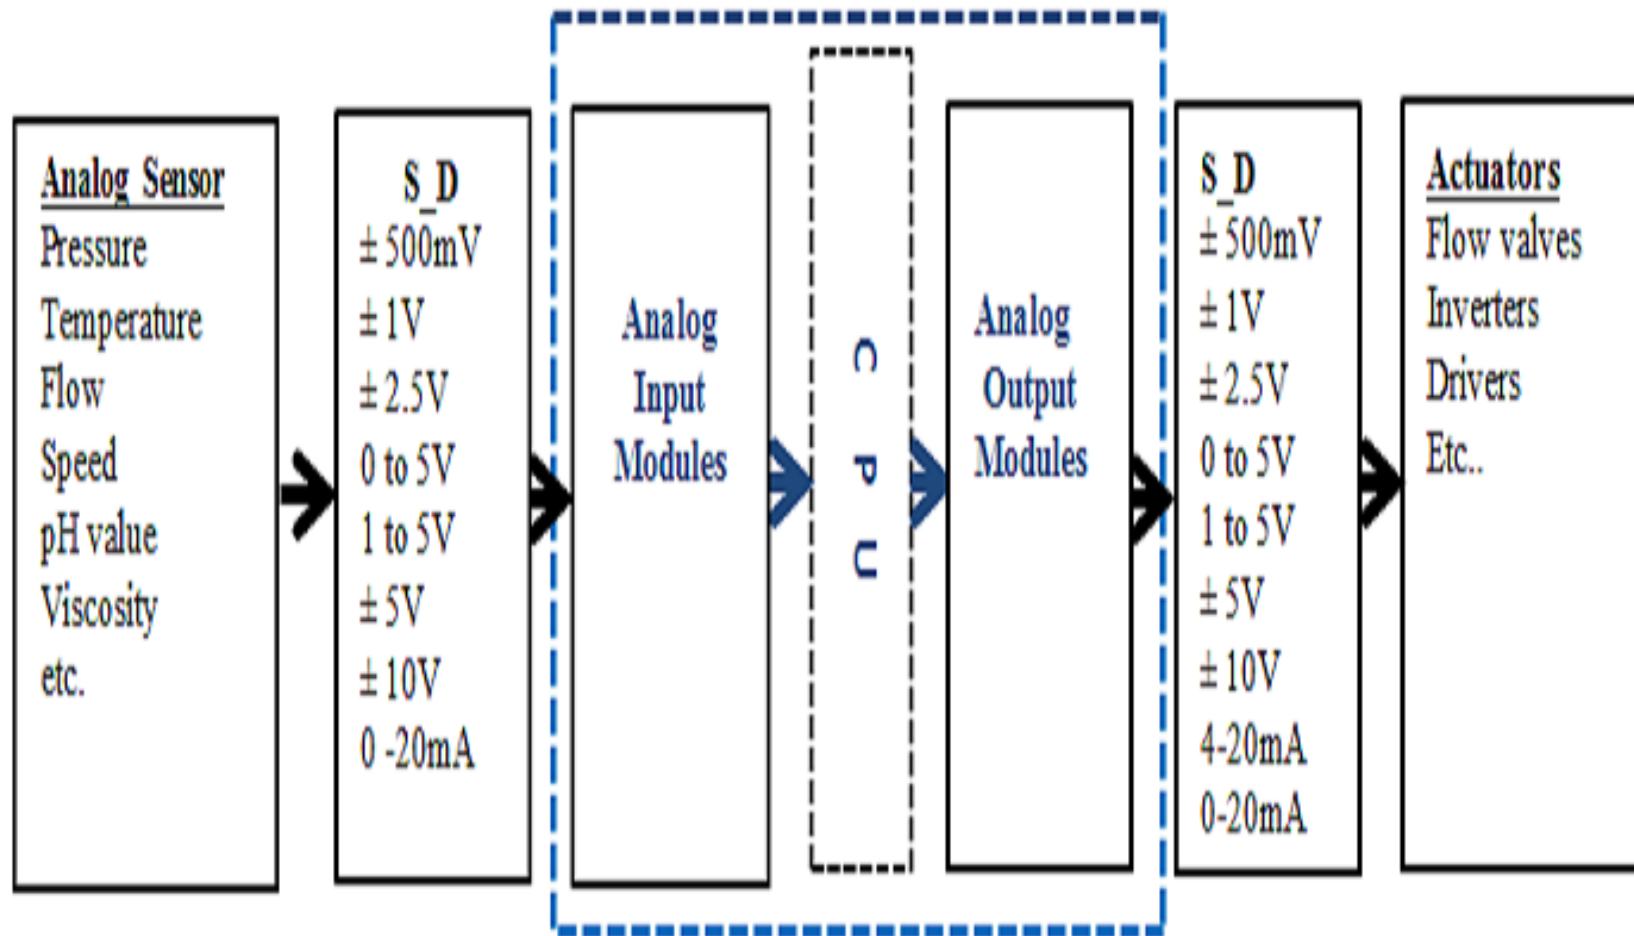 Analog Sensor
Pressure
Temperature
Flow
Speed
pH value
Viscosity
etc.
S_D
± 500mV
± 1V
± 2.5V
0 to 5V
1 to 5V
± 5V
± 10V
0 -20mA
Analog
Input
Modules
C
P
U
Analog
Output
Modules
S_D
± 500mV
± 1V
± 2.5V
0 to 5V
1 to 5V
± 5V
± 10V
4-20mA
0-20mA
Actuators
Flow valves
Inverters
Drivers
Etc..